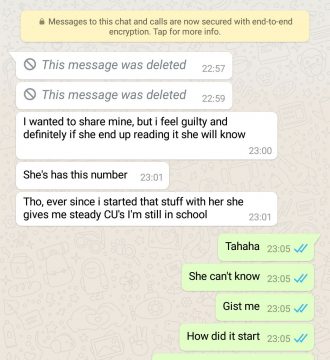 Messages to this chat and calls are now secured with end-to-end
encryption. Tap for more info.
This message was deleted 22:57
This message was deleted 22:59
I wanted to share mine, but i feel guilty and
definitely if she end up reading it she will know
23:00
She's has this number 23:01
Tho, ever since i started that stuff with her she
gives me steady CU's I'm still in school 23:01
Tahaha 23:05
She can't know 23:05
Gist me 23:05
How did it start 23:05